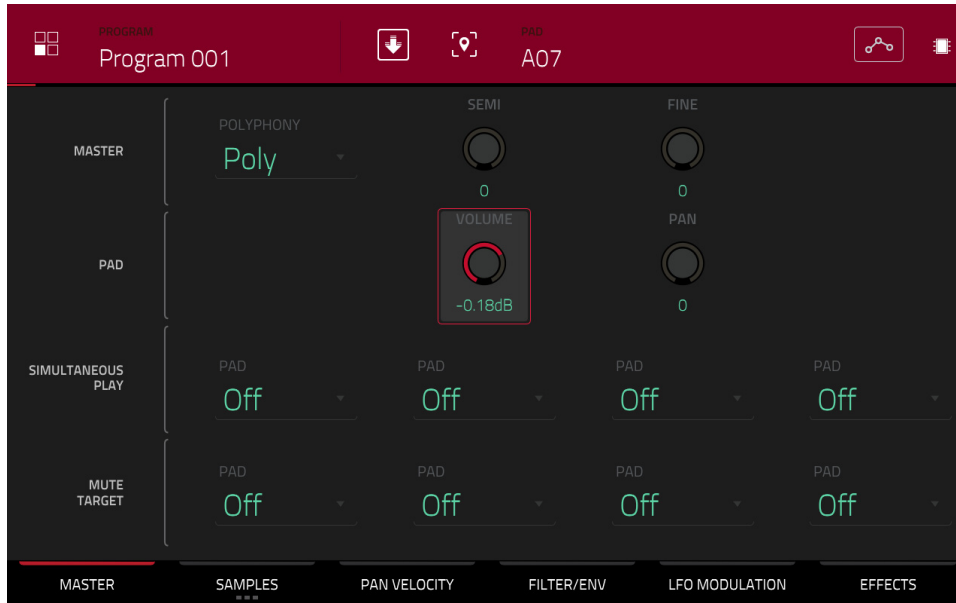 PROGRAM
Program 001
PAD
A07
MASTER
POLYPHONY
Poly
SEMI
0
FINE
0
PAD
VOLUME
-0.18dB
PAN
0
SIMULTANEOUS
PLAY
PAD PAD PAD PAD
Off Off Off Off
MUTE
TARGET
PAD PAD PAD PAD
Off Off Off Off
MASTER SAMPLES PAN VELOCITY FILTER/ENV LFO MODULATION EFFECTS